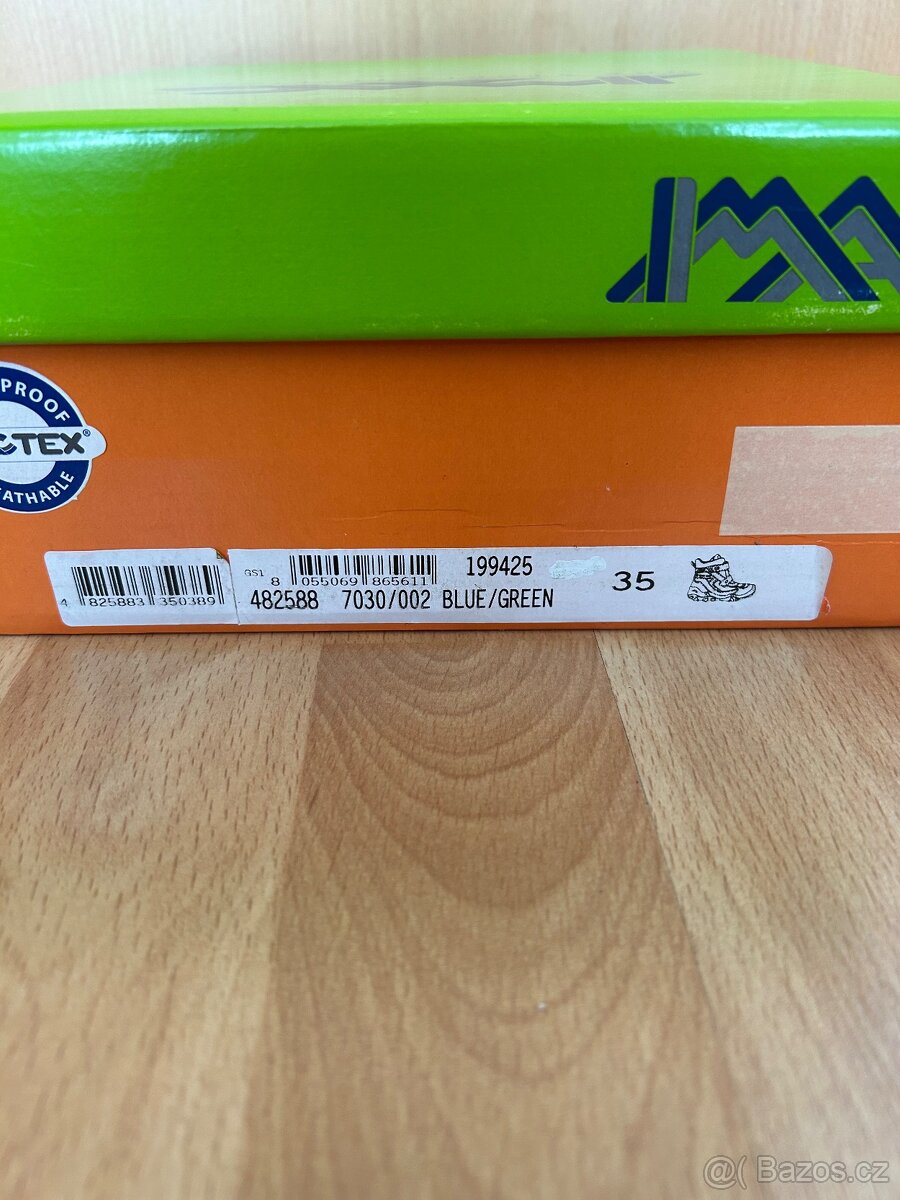 IMA
PROOF
TEX®
ATHABLE
GS1
8 055069 865611
199425
4 825883 350389
482588 7030/002 BLUE/GREEN
35
@( Bazos.cz